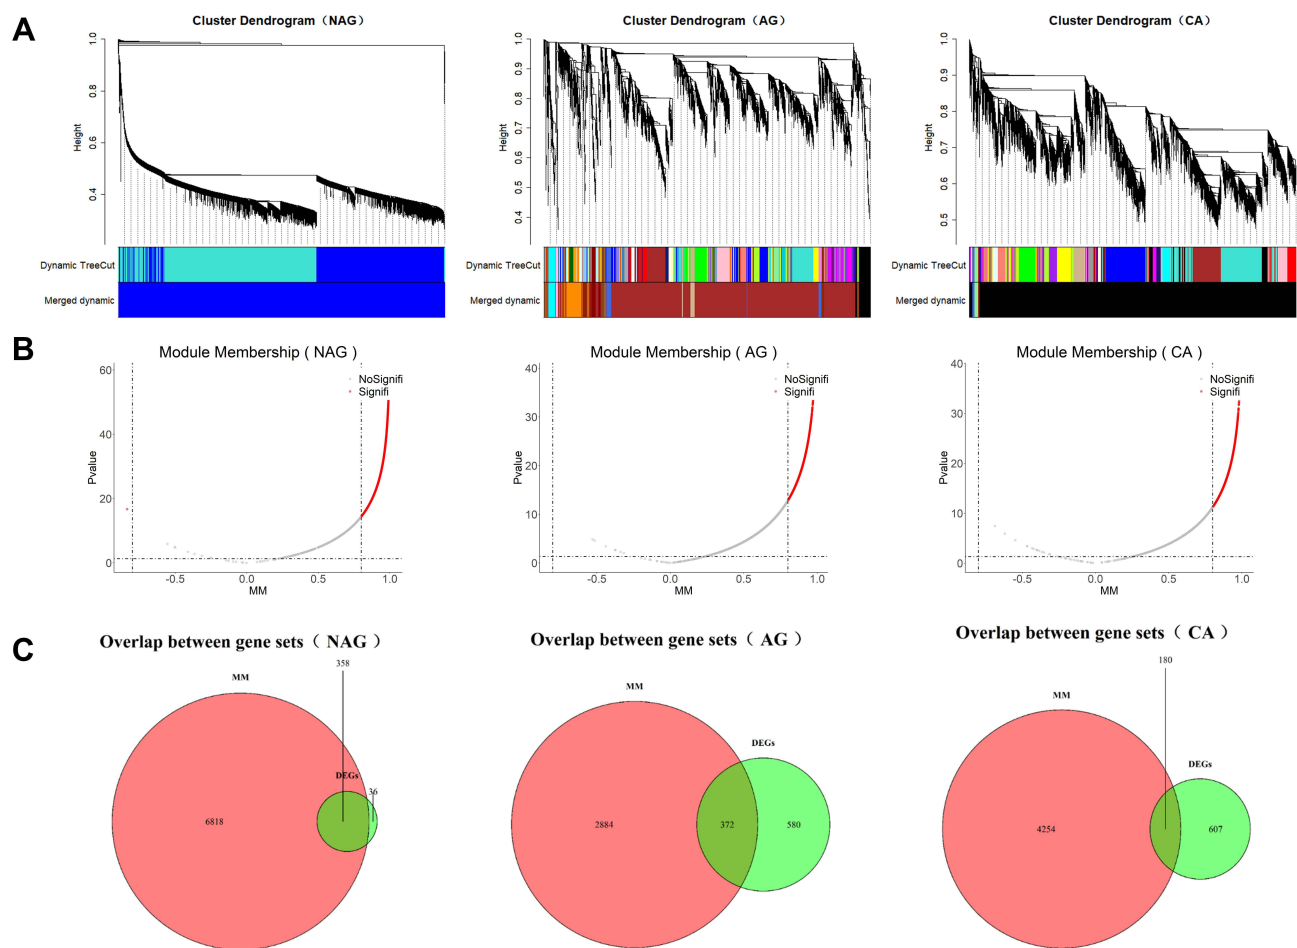 A
Cluster Dendrogram（NAG）
Height
1.0
0.8
0.6
0.4
Dynamic TreeCut
Merged dynamic
Cluster Dendrogram（AG）
Height
1.0
0.9
0.8
0.7
0.6
0.5
0.4
Dynamic TreeCut
Merged dynamic
Cluster Dendrogram（CA）
Height
1.0
0.9
0.8
0.7
0.6
0.5
Dynamic TreeCut
Merged dynamic
B
Module Membership ( NAG )
NoSignifi
Signifi
Pvalue
60
40
20
0
-0.5
0.0
0.5
1.0
MM
Module Membership ( AG )
NoSignifi
Signifi
Pvalue
40
30
20
10
0
-0.5
0.0
0.5
1.0
MM
Module Membership ( CA )
NoSignifi
Signifi
Pvalue
40
30
20
10
0
-0.5
0.0
0.5
1.0
MM
C
Overlap between gene sets（ NAG ）
358
MM
DEGs
36
6818
Overlap between gene sets（ AG ）
MM
DEGs
2884
372
580
Overlap between gene sets（ CA ）
180
MM
DEGs
4254
607